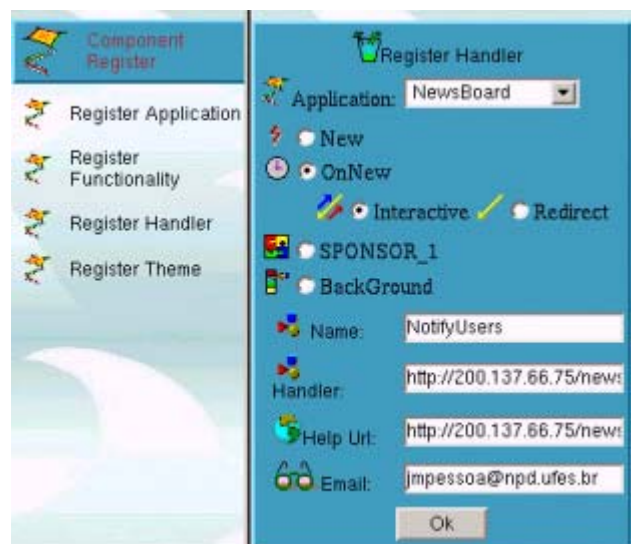 Component
Register
Register Application
Register
Functionality
Register Handler
Register Theme
Register Handler
Application: NewsBoard
New
OnNew
Interactive Redirect
SPONSOR_1
BackGround
Name: NotifyUsers
Handler: http://200.137.66.75/news
Help Url: http://200.137.66.75/news
Email: jmpessoa@npd.ufes.br
Ok